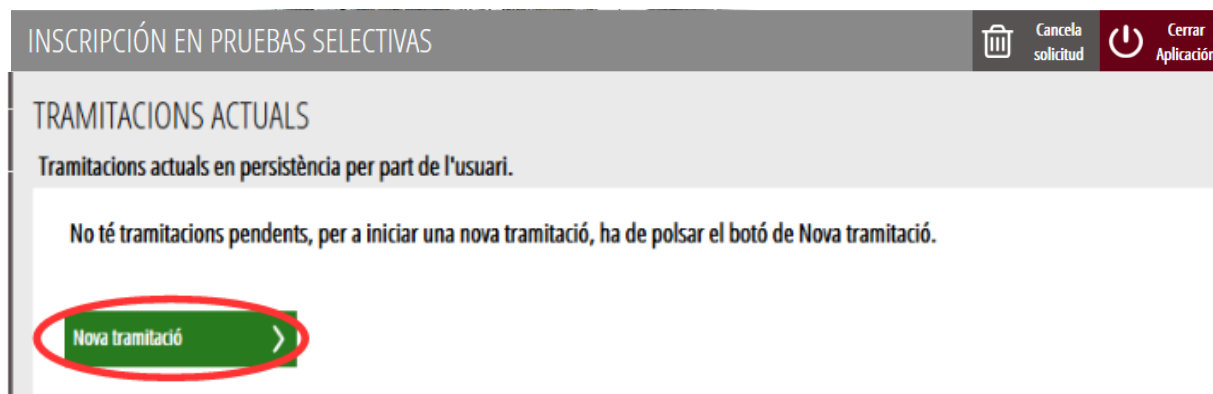 INSCRIPCIÓN EN PRUEBAS SELECTIVAS
Cancela
solicitud
Cerrar
Aplicación
TRAMITACIONS ACTUALS
Tramitacions actuals en persistència per part de l'usuari.
No té tramitacions pendents, per a iniciar una nova tramitació, ha de polsar el botó de Nova tramitació.
Nova tramitació